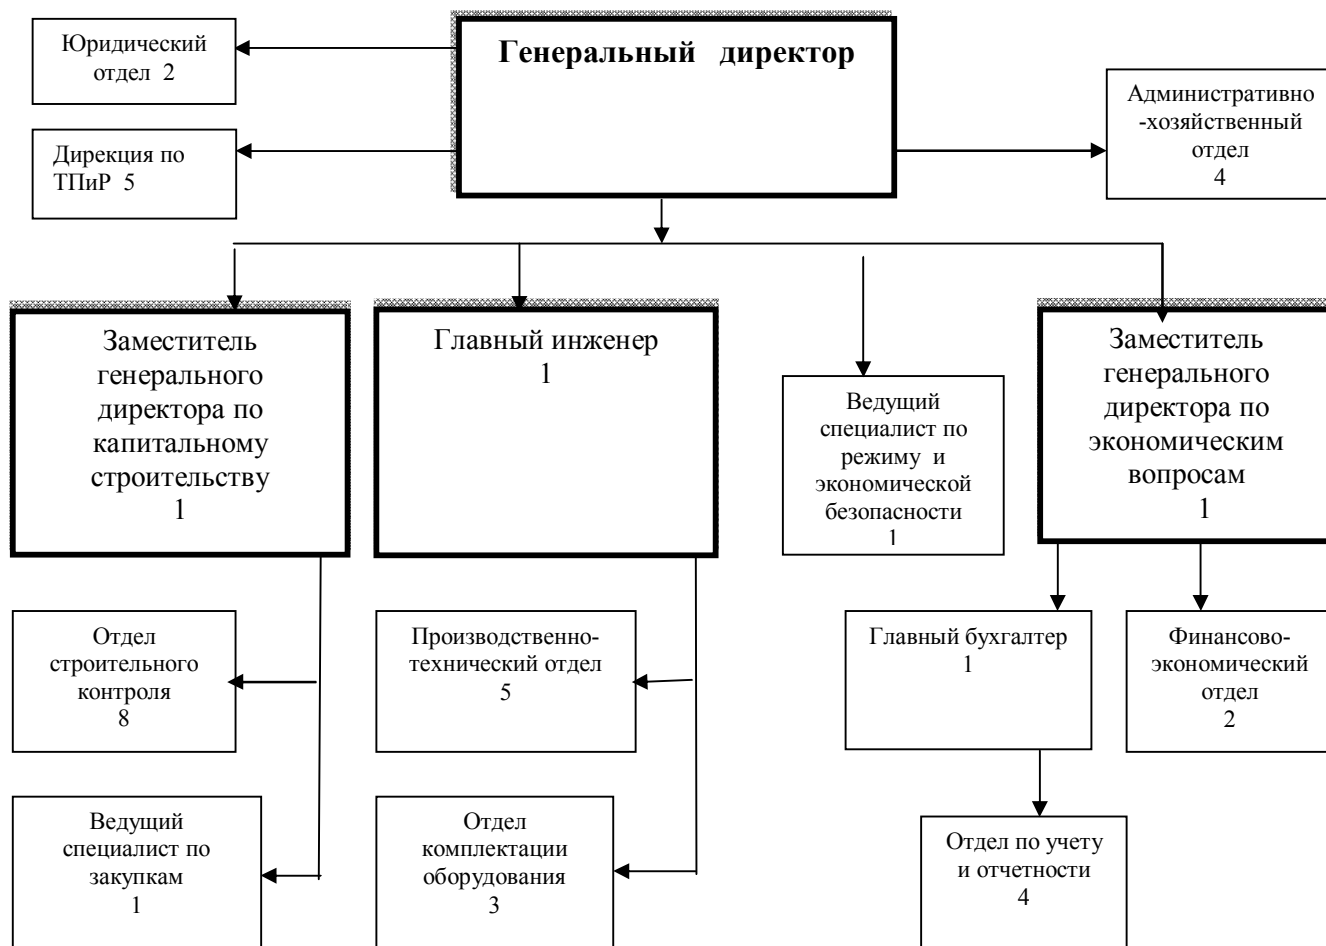 Юридический
отдел 2
Генеральный директор
Административно
-хозяйственный
отдел
4
Дирекция по
ТПиР 5
Заместитель
генерального
директора по
капитальному
строительству
1
Главный инженер
1
Ведущий
специалист по
режиму и
экономической
безопасности
1
Заместитель
генерального
директора по
экономическим
вопросам
1
Отдел
строительного
контроля
8
Производственно-
технический отдел
5
Главный бухгалтер
1
Финансово-
экономический
отдел
2
Ведущий
специалист по
закупкам
1
Отдел
комплектации
оборудования
3
Отдел по учету
и отчетности
4